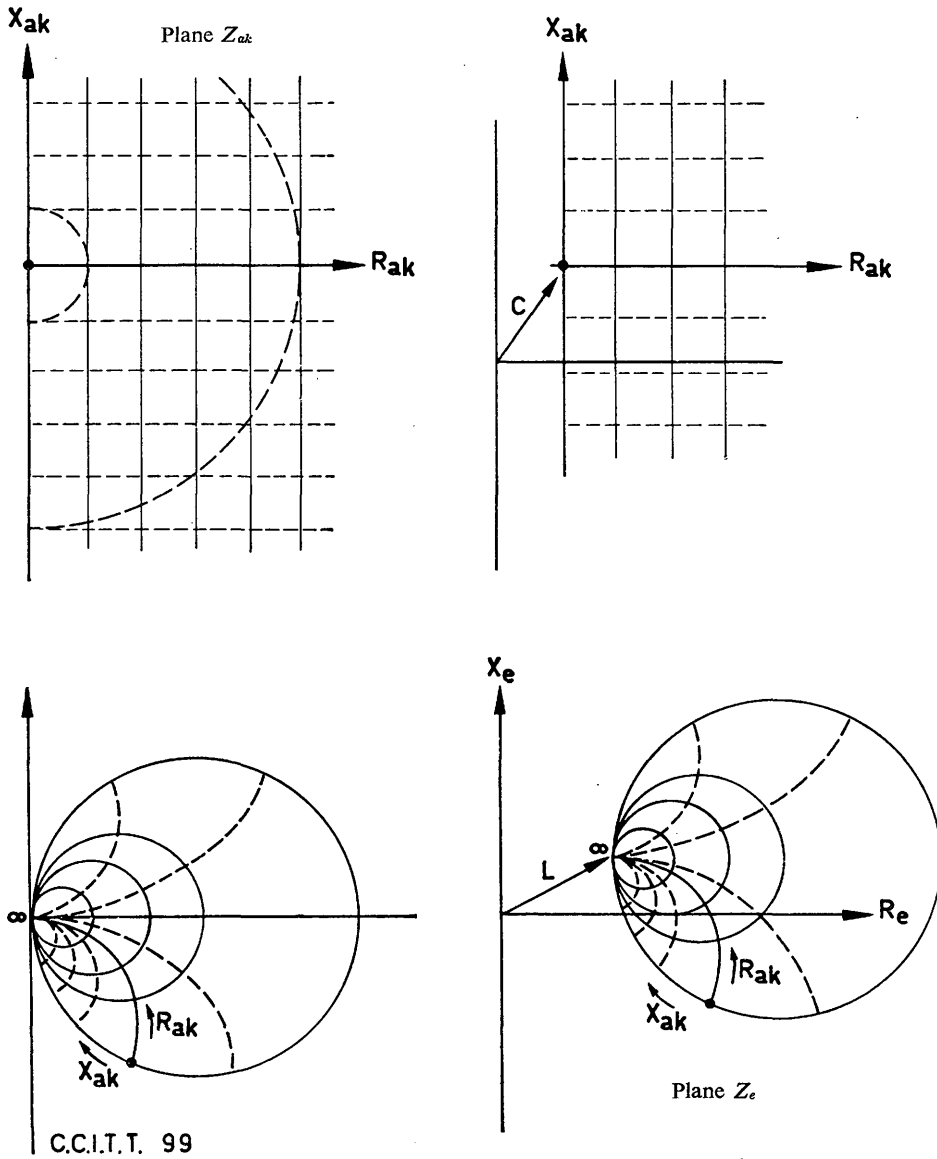 Xak
Plane Zak
Rak
Xak
C
Rak
∞
Rak
Xak
C.C.I.T.T. 99
Xe
∞
L
Re
Rak
Xak
Plane Ze